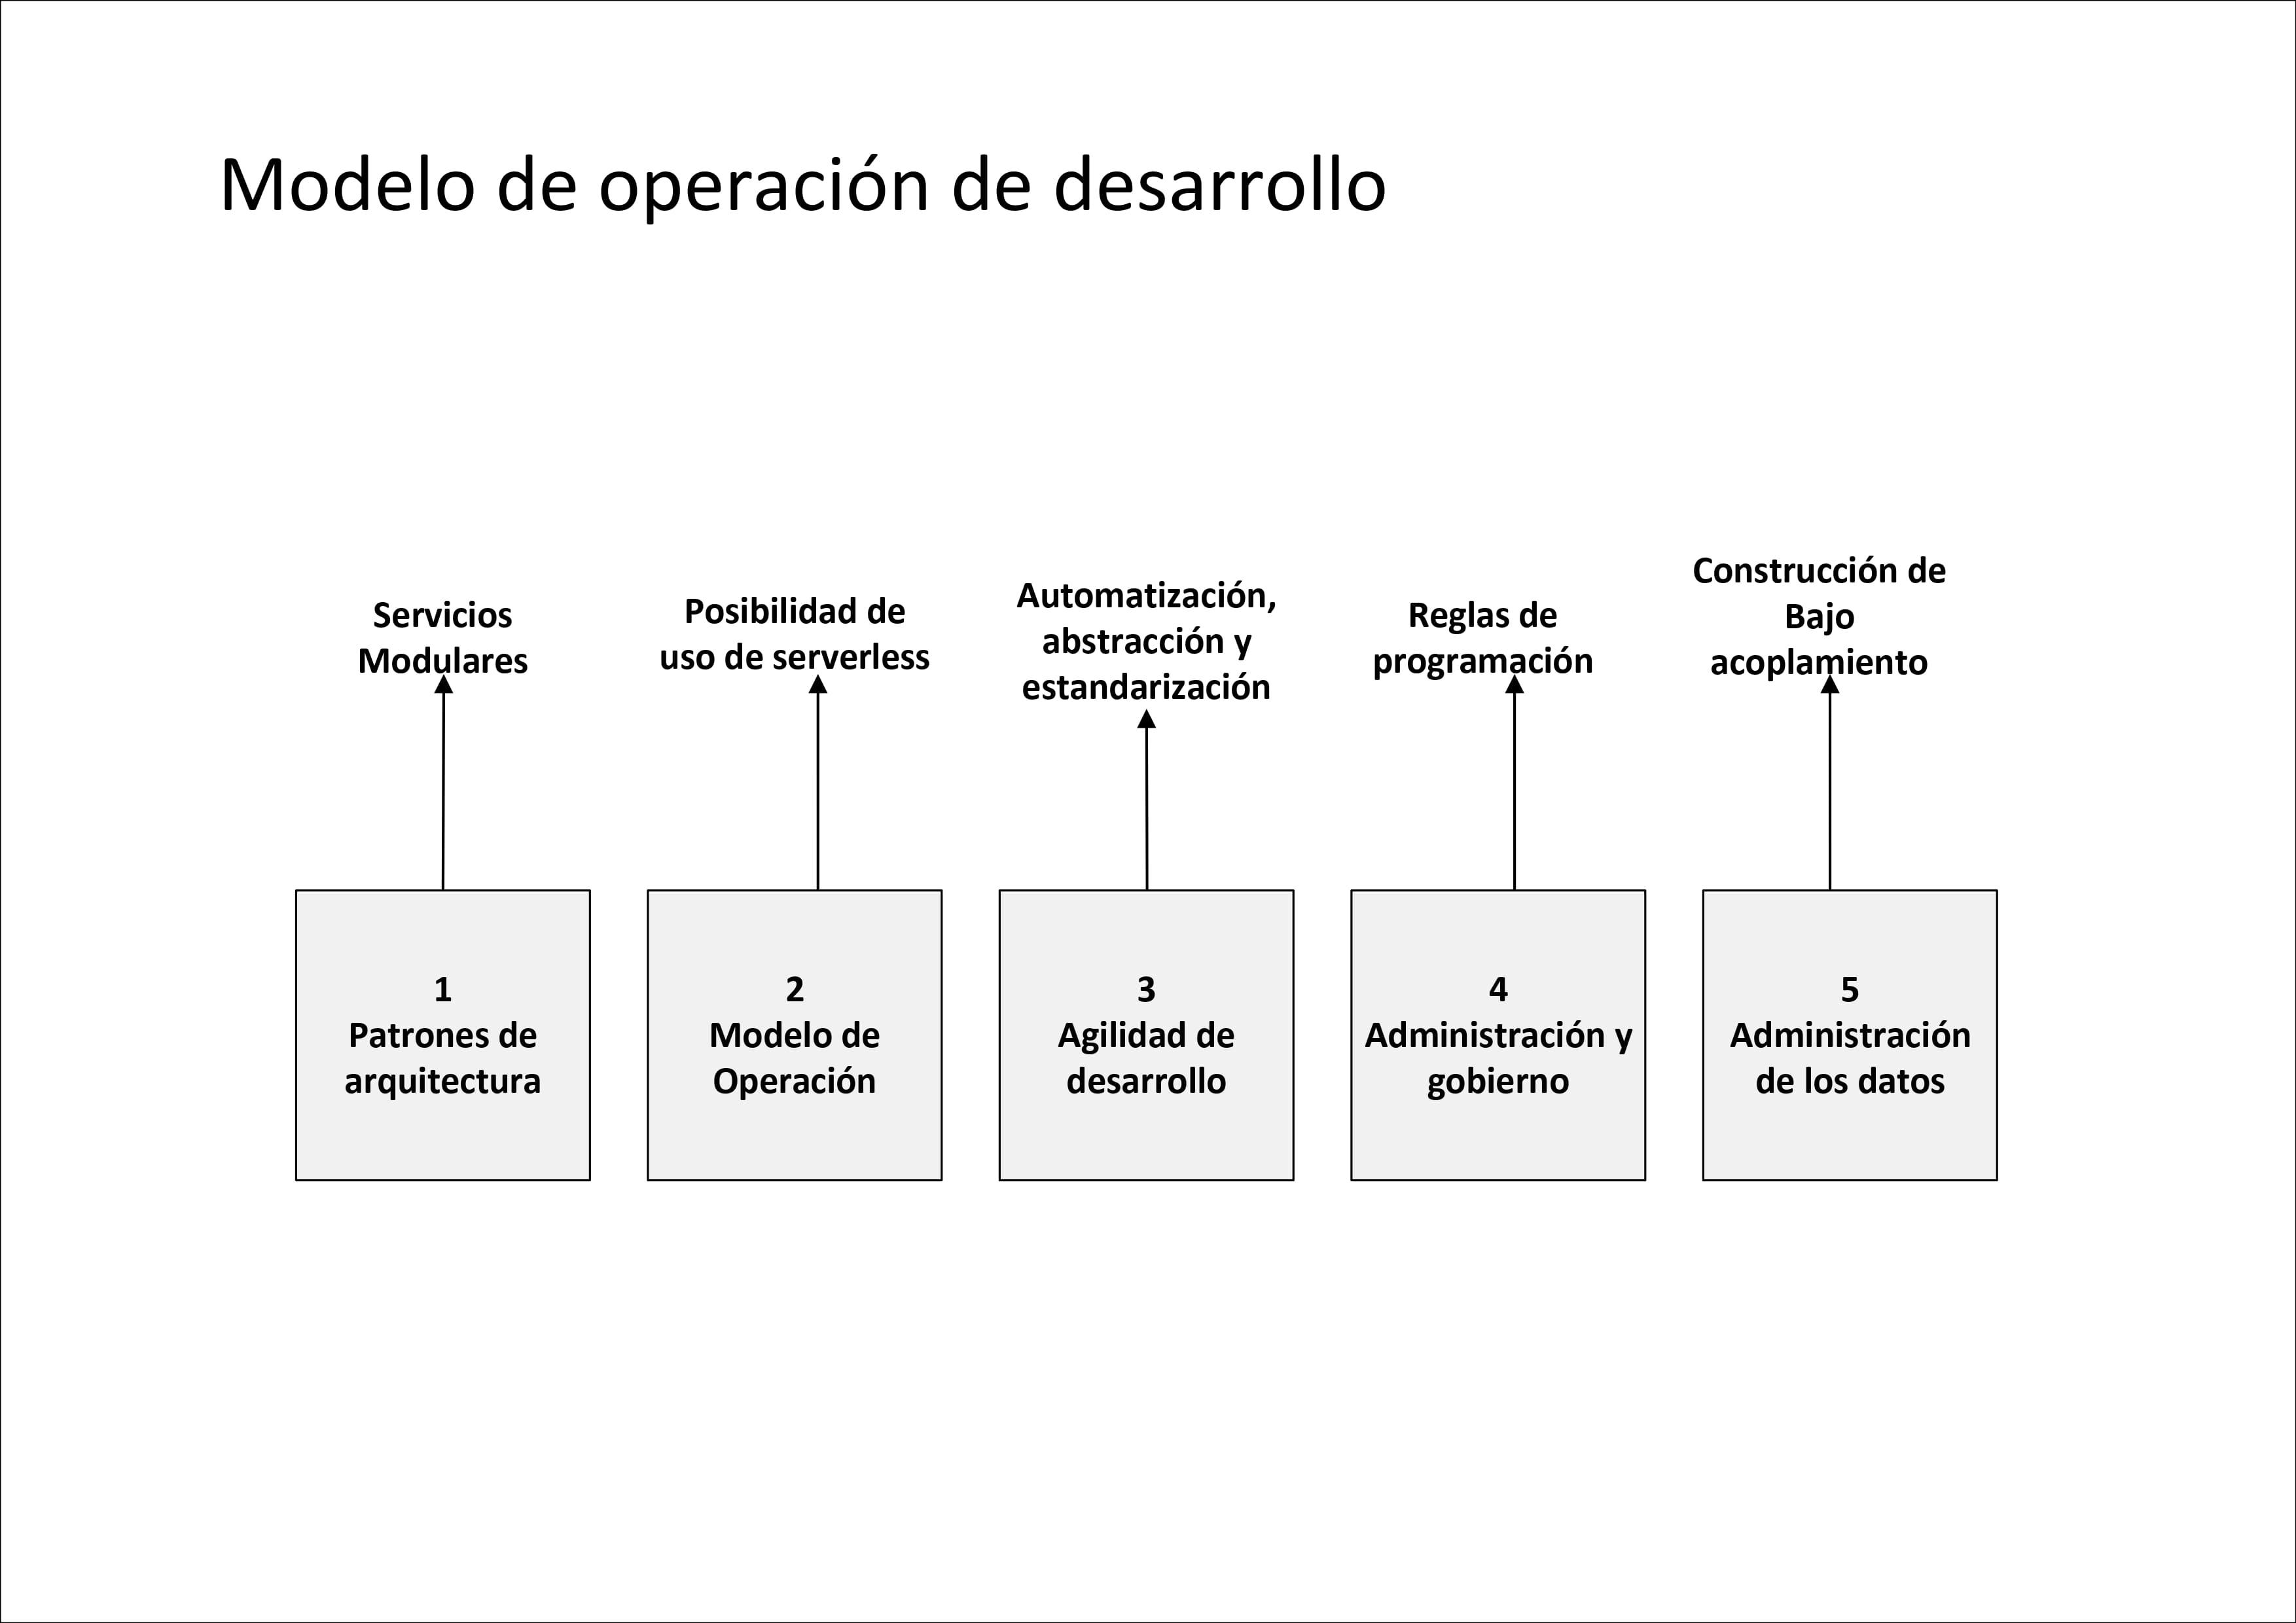 Modelo de operación de desarrollo
Servicios
Modulares
Posibilidad de
uso de serverless
Automatización,
abstracción y
estandarización
Reglas de
programación
Construcción de
Bajo
acoplamiento
1
Patrones de
arquitectura
2
Modelo de
Operación
3
Agilidad de
desarrollo
4
Administración y
gobierno
5
Administración
de los datos